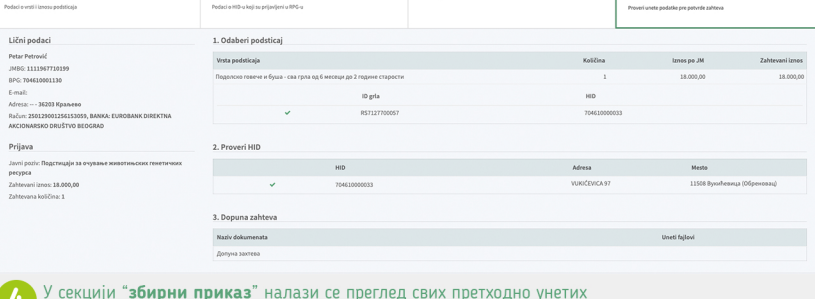 Podaci o vrsti i iznosu podsticaja
Podaci o HID-u koji su prijavljeni u RPG-u
Proveri unete podatke pre potvrde zahteva
Lični podaci
Petar Petrović
JMBG: 1111967710199
BPG: 704610001130
E-mail:
Adresa: -- - 36203 Краљево
Račun: 250129001256153059, BANKA: EUROBANK DIREKTNA
AKCIONARSKO DRUŠTVO BEOGRAD
Prijava
Javni poziv: Подстицаји за очување животињских генетичких
ресурса
Zahtevani iznos: 18.000,00
Zahtevana količina: 1
1. Odaberi podsticaj
Vrsta podsticaja Količina Iznos po JM Zahtevani iznos
Подолско говече и буша - сва грла од 6 месеци до 2 године старости 1 18.000,00 18.000,00
ID grla HID
RS7127700057 704610000033
2. Proveri HID
HID Adresa Mesto
704610000033 VUKIĆEVICA 97 11508 Вукићевица (Обреновац)
3. Dopuna zahteva
Naziv dokumenata Uneti fajlovi
Допуна захтева
4 У секцији “збирни приказ” налази се преглед свих претходно унетих